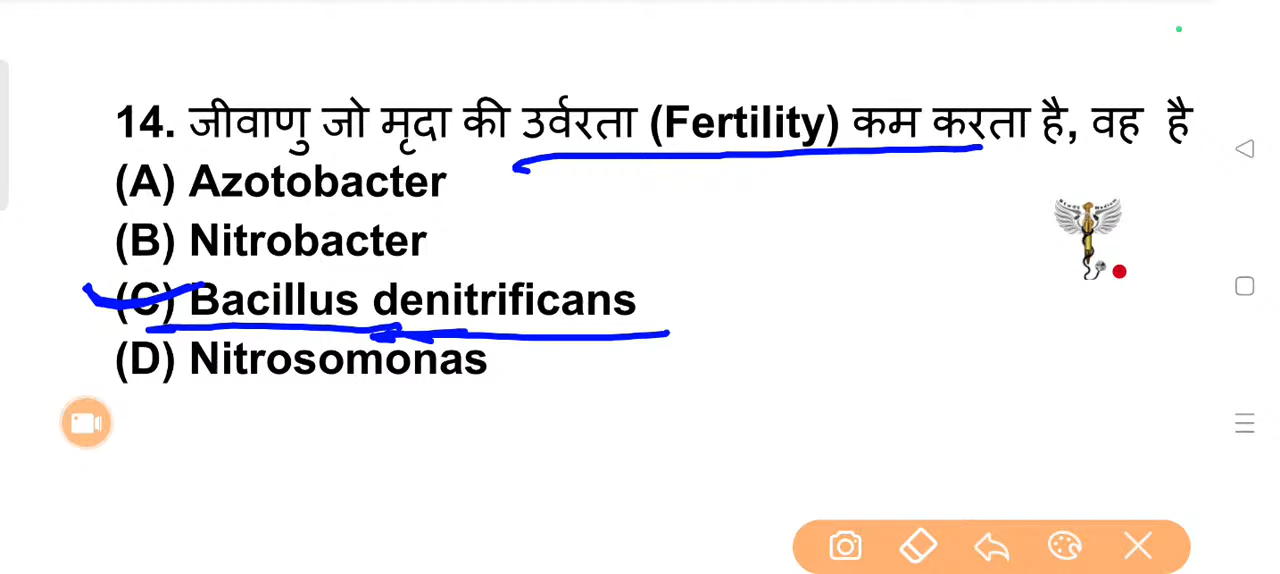 14. जीवाणु जो मृदा की उर्वरता (Fertility) कम करता है, वह है
(A) Azotobacter
(B) Nitrobacter
(C) Bacillus denitrificans
(D) Nitrosomonas